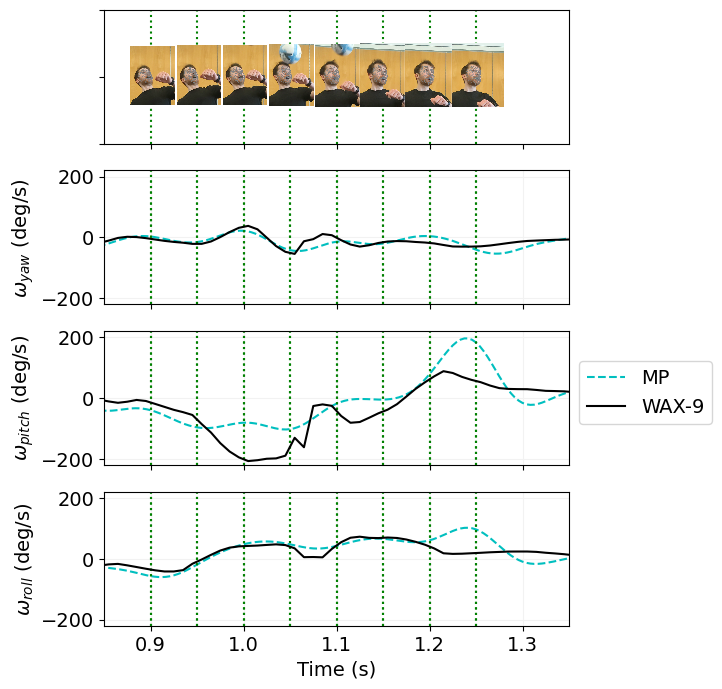 200
0
−200
ω_yaw (deg/s)
200
0
−200
ω_pitch (deg/s)
MP
WAX-9
200
0
−200
ω_roll (deg/s)
0.9 1.0 1.1 1.2 1.3
Time (s)